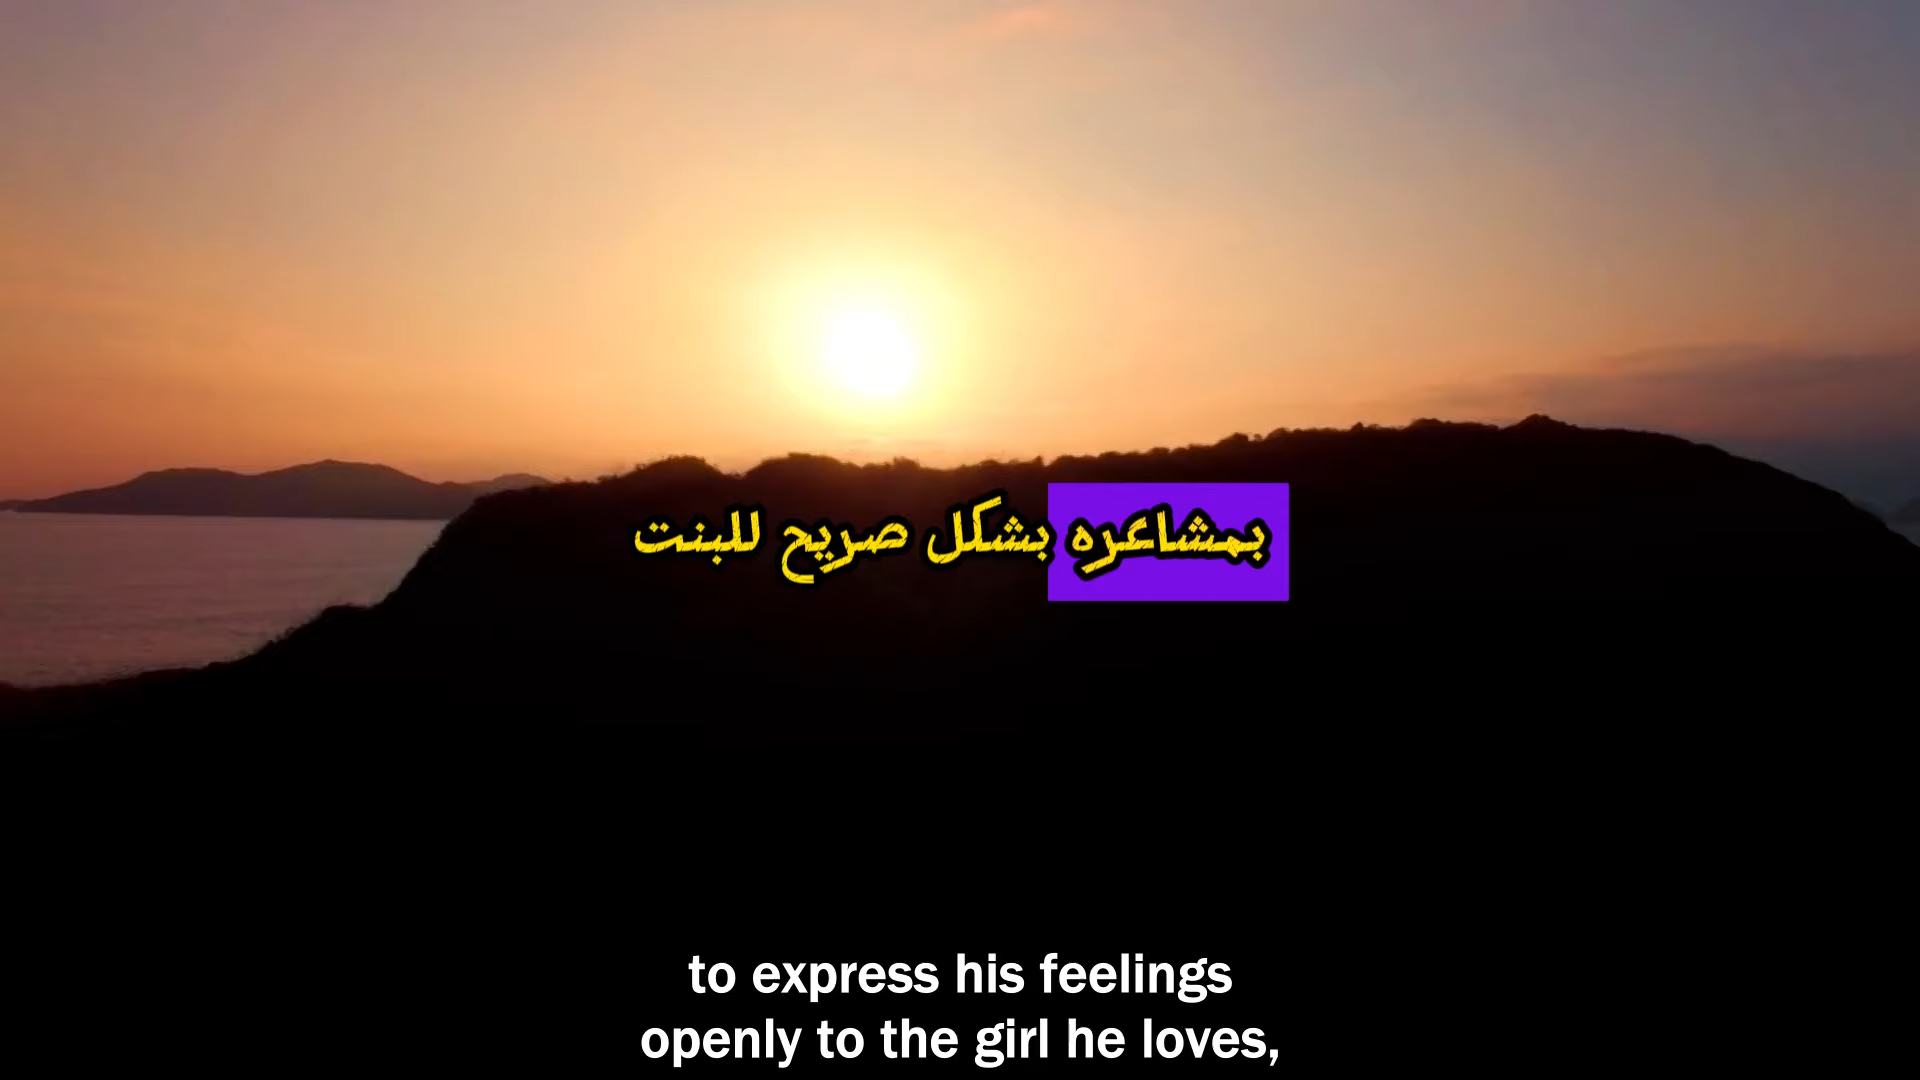 بمشاعره بشكل صريح للبنت
to express his feelings
openly to the girl he loves,